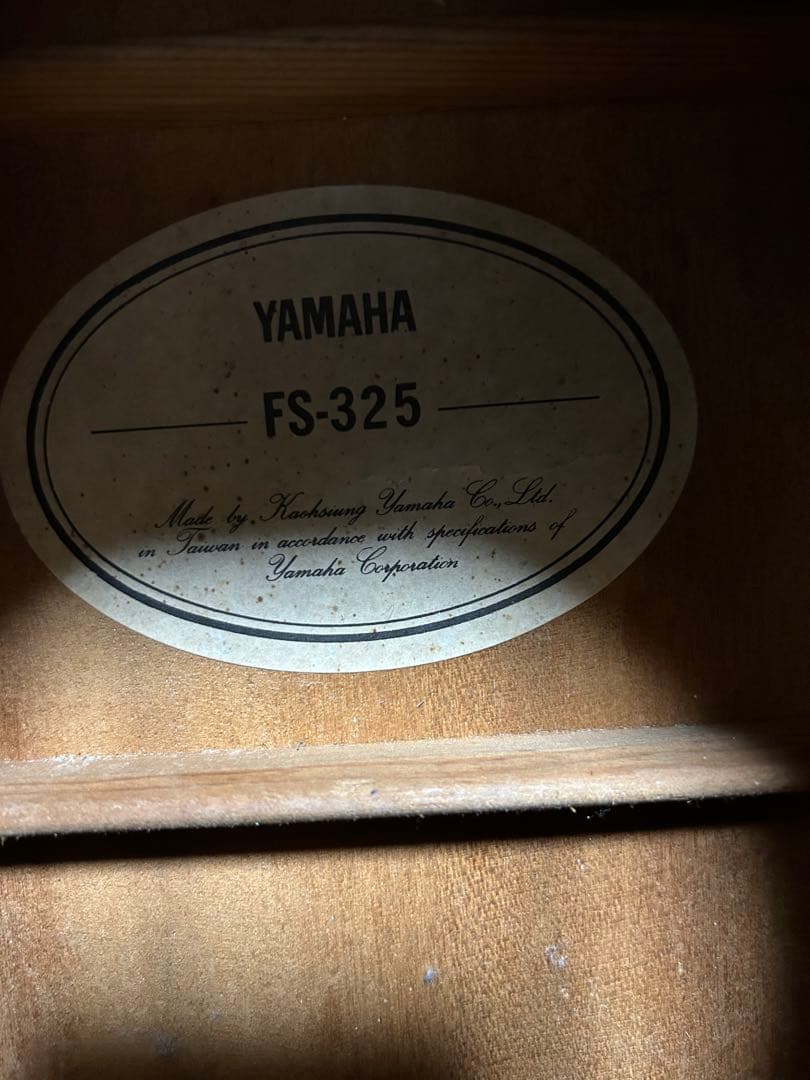 YAMAHA
FS-325
Made by Kaohsiung Yamaha Co., Ltd.
in Taiwan in accordance with specifications of
Yamaha Corporation